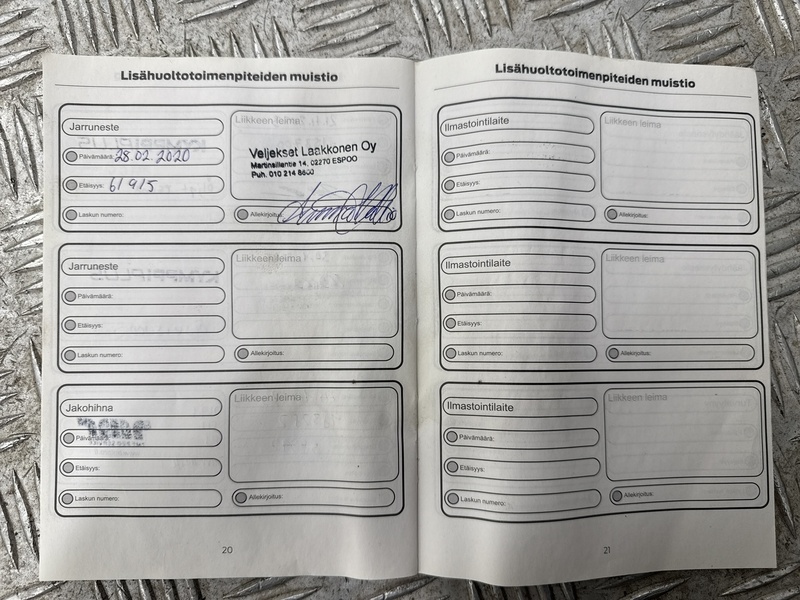 Lisähuoltotoimenpiteiden muistio
Jarruneste
Päivämäärä: 28.02.2020
Etäisyys: 61915
Laskun numero:
Liikkeen leima
Veljekset Laakkonen Oy
Martinsillantie 14, 02270 ESPOO
Puh. 010 214 8600
Allekirjoitus:
Jarruneste
Päivämäärä:
Etäisyys:
Laskun numero:
Liikkeen leima
Allekirjoitus:
Jakohihna
Päivämäärä:
Etäisyys:
Laskun numero:
Liikkeen leima
Allekirjoitus:
20
Lisähuoltotoimenpiteiden muistio
Ilmastointilaite
Päivämäärä:
Etäisyys:
Laskun numero:
Liikkeen leima
Allekirjoitus:
Ilmastointilaite
Päivämäärä:
Etäisyys:
Laskun numero:
Liikkeen leima
Allekirjoitus:
Ilmastointilaite
Päivämäärä:
Etäisyys:
Laskun numero:
Liikkeen leima
Allekirjoitus:
21